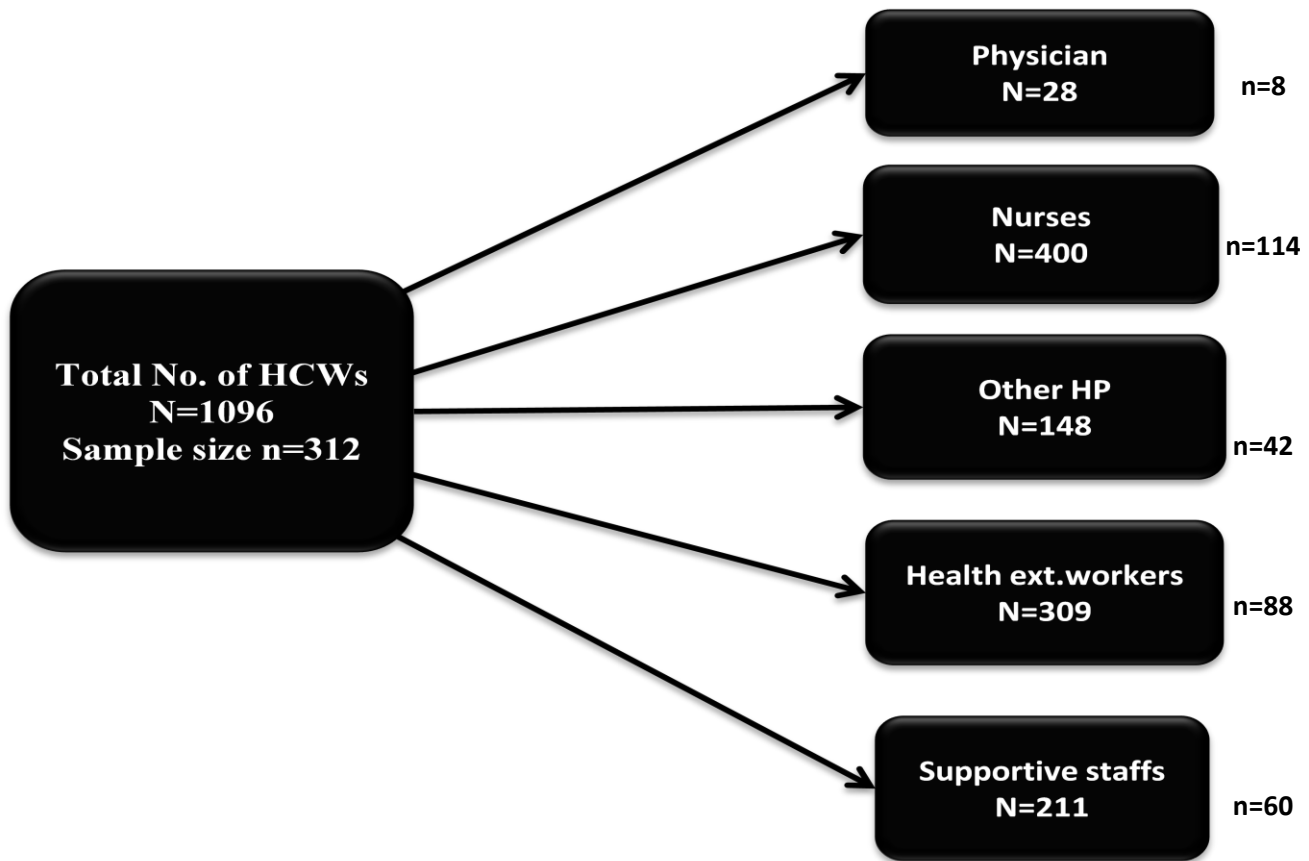 Total No. of HCWs
N=1096
Sample size n=312
Physician
N=28
n=8
Nurses
N=400
n=114
Other HP
N=148
n=42
Health ext.workers
N=309
n=88
Supportive staffs
N=211
n=60